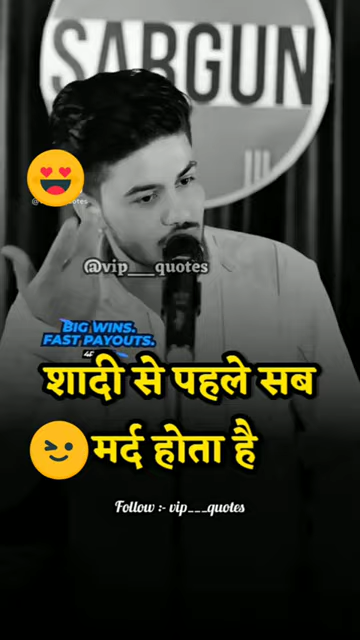 SARGUN
@vip___quotes
BIG WINS.
FAST PAYOUTS.
शादी से पहले सब
मर्द होता है
Follow :- vip___quotes